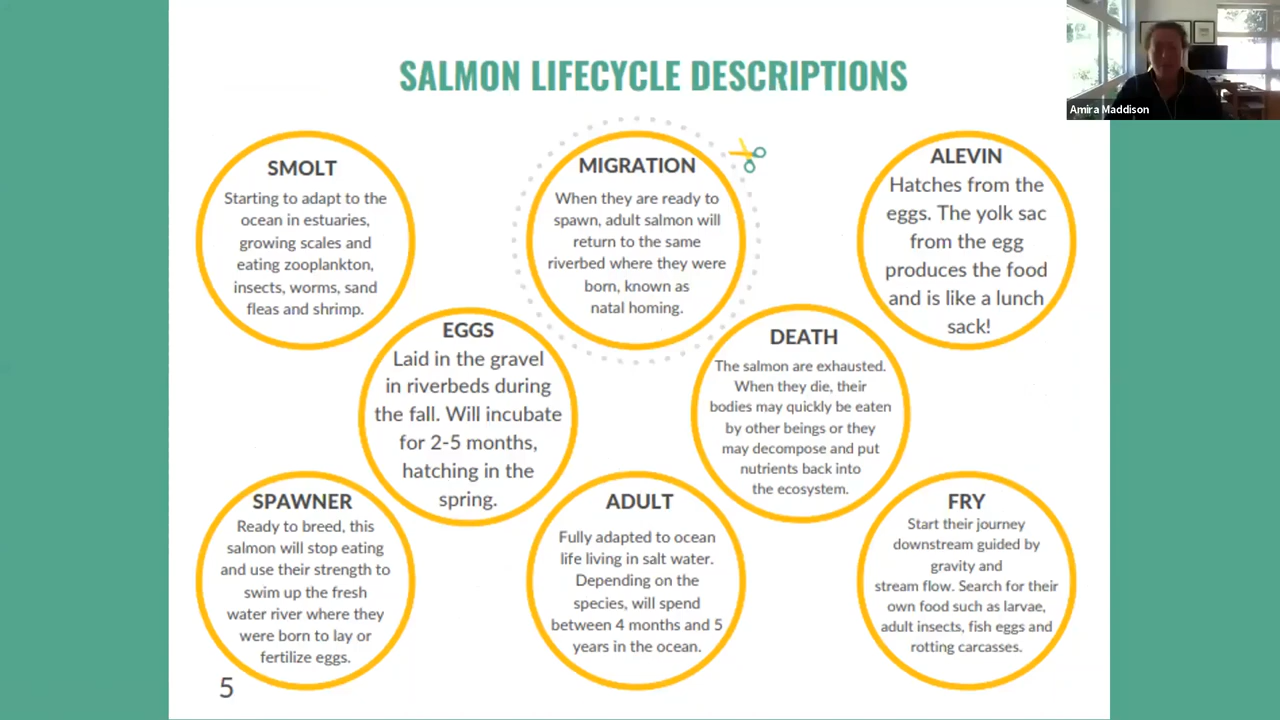 SALMON LIFECYCLE DESCRIPTIONS
Amira Maddison
SMOLT
Starting to adapt to the
ocean in estuaries,
growing scales and
eating zooplankton,
insects, worms, sand
fleas and shrimp.
MIGRATION
When they are ready to
spawn, adult salmon will
return to the same
riverbed where they were
born, known as
natal homing.
ALEVIN
Hatches from the
eggs. The yolk sac
from the egg
produces the food
and is like a lunch
sack!
EGGS
Laid in the gravel
in riverbeds during
the fall. Will incubate
for 2-5 months,
hatching in the
spring.
DEATH
The salmon are exhausted.
When they die, their
bodies may quickly be eaten
by other beings or they
may decompose and put
nutrients back into
the ecosystem.
SPAWNER
Ready to breed, this
salmon will stop eating
and use their strength to
swim up the fresh
water river where they
were born to lay or
fertilize eggs.
ADULT
Fully adapted to ocean
life living in salt water.
Depending on the
species, will spend
between 4 months and 5
years in the ocean.
FRY
Start their journey
downstream guided by
gravity and
stream flow. Search for their
own food such as larvae,
adult insects, fish eggs and
rotting carcasses.
5